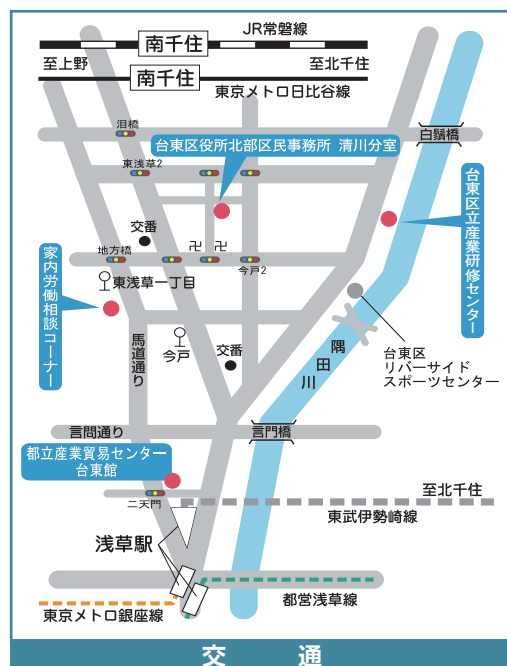 JR常磐線
南千住
至上野
至北千住
南千住
東京メトロ日比谷線
泪橋
白鬚橋
台東区役所北部区民事務所 清川分室
東浅草2
台東区立産業研修センター
交番
卍 卍
地方橋
今戸2
家内労働相談コーナー
東浅草一丁目
馬道通り
今戸
交番
隅田川
台東区
リバーサイド
スポーツセンター
言問通り
言門橋
都立産業貿易センター
台東館
二天門
至北千住
東武伊勢崎線
浅草駅
都営浅草線
東京メトロ銀座線
交通